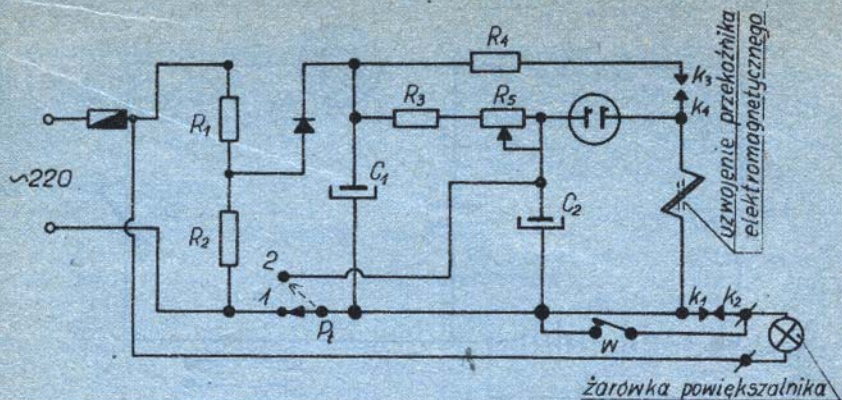 R4
k3
R3
R5
k4
R1
C1
~220
C2
R2
2
1
Pt
k1 k2
W
uzwojenie przekaźnika
elektromagnetycznego
żarówka powiększalnika